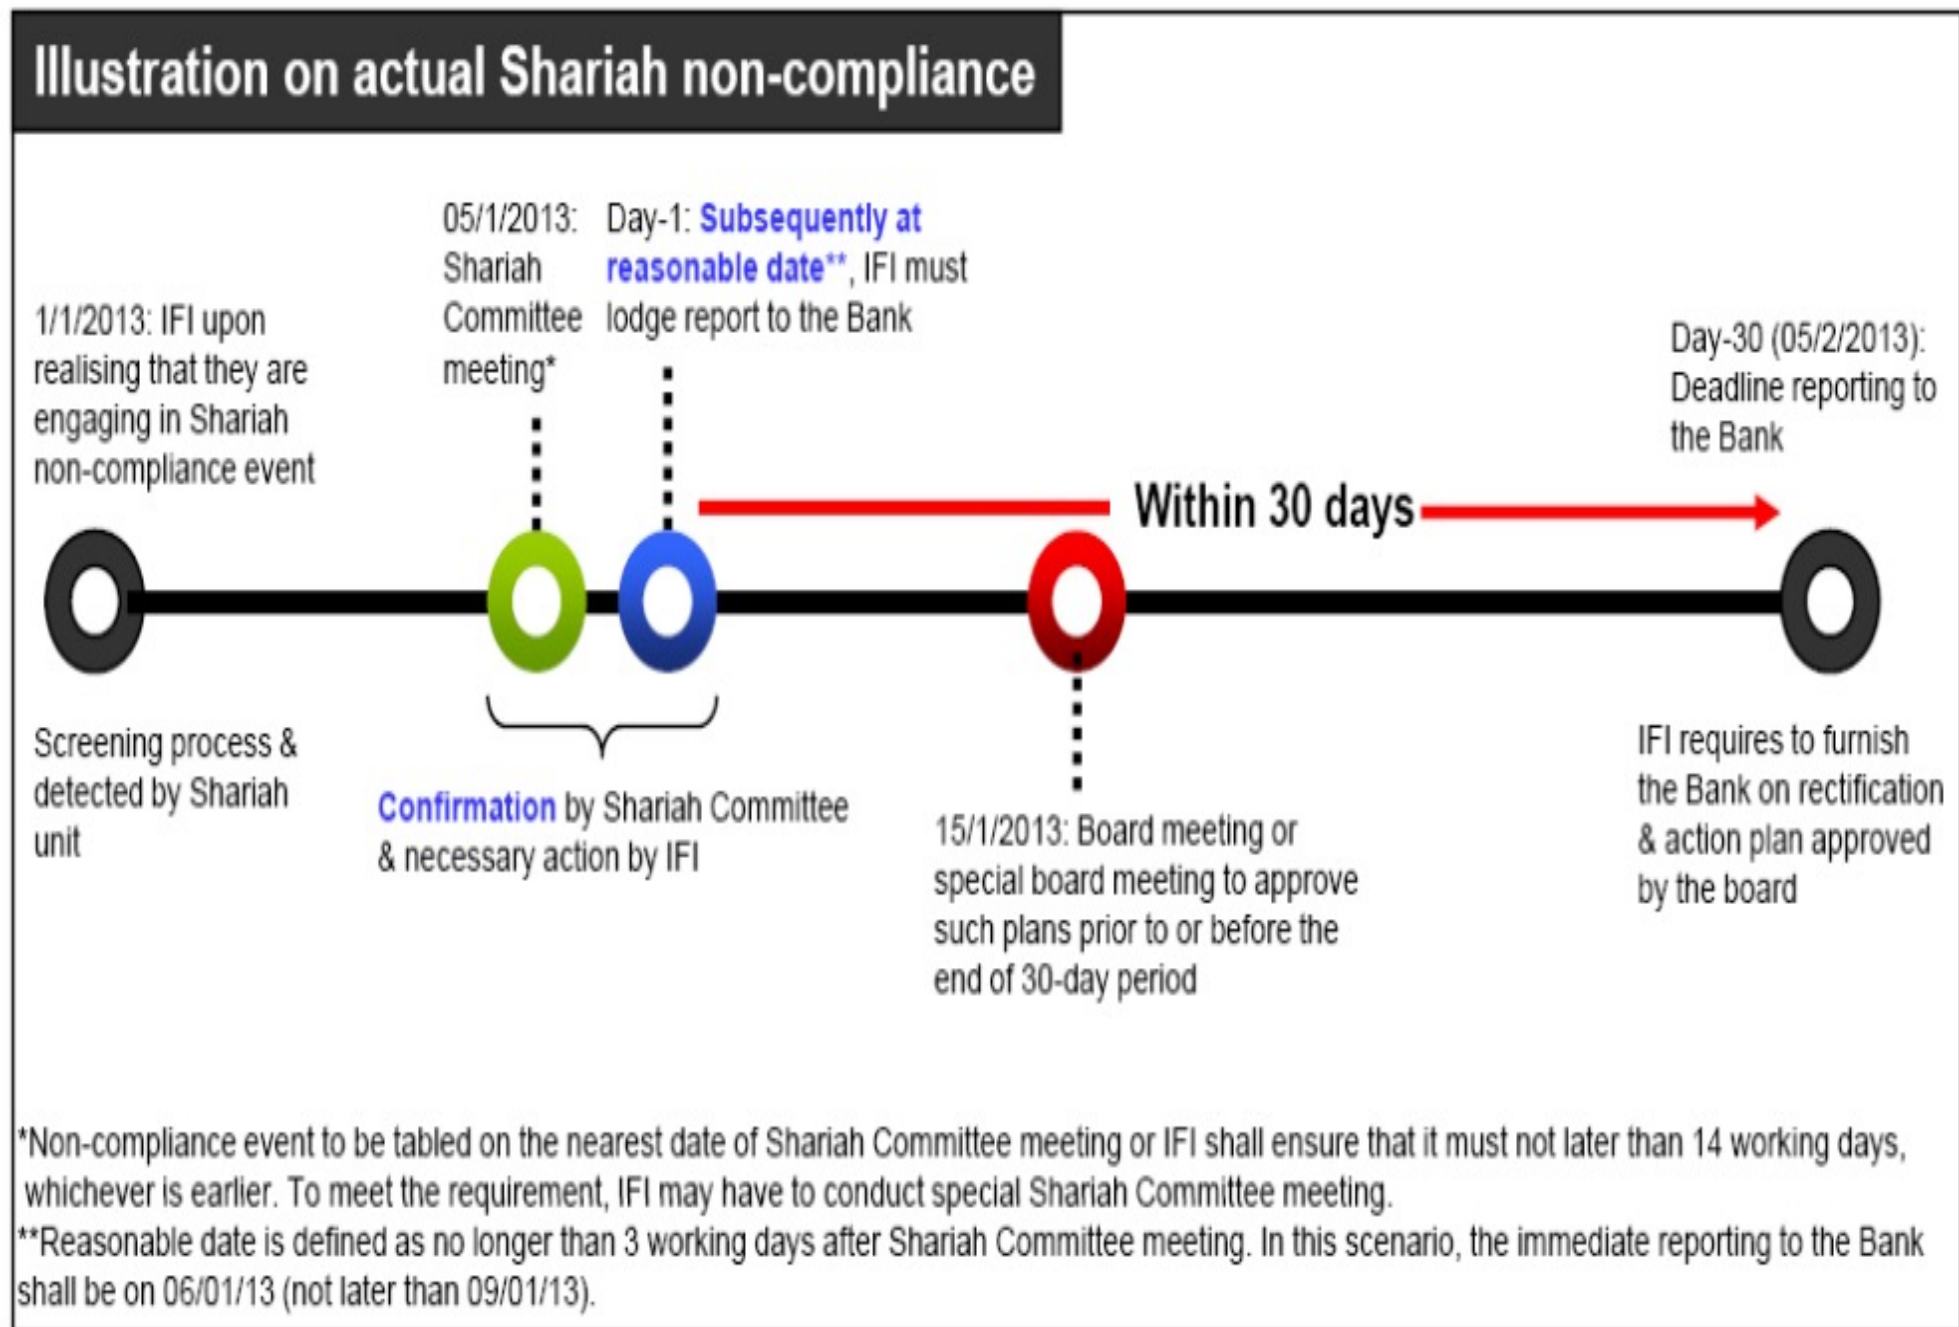 Illustration on actual Shariah non-compliance
1/1/2013: IFI upon
realising that they are
engaging in Shariah
non-compliance event
05/1/2013:
Shariah
Committee
meeting*
Day-1: Subsequently at
reasonable date**, IFI must
lodge report to the Bank
Within 30 days
Day-30 (05/2/2013):
Deadline reporting to
the Bank
Screening process &
detected by Shariah
unit
Confirmation by Shariah Committee
& necessary action by IFI
15/1/2013: Board meeting or
special board meeting to approve
such plans prior to or before the
end of 30-day period
IFI requires to furnish
the Bank on rectification
& action plan approved
by the board
*Non-compliance event to be tabled on the nearest date of Shariah Committee meeting or IFI shall ensure that it must not later than 14 working days,
whichever is earlier. To meet the requirement, IFI may have to conduct special Shariah Committee meeting.
**Reasonable date is defined as no longer than 3 working days after Shariah Committee meeting. In this scenario, the immediate reporting to the Bank
shall be on 06/01/13 (not later than 09/01/13).